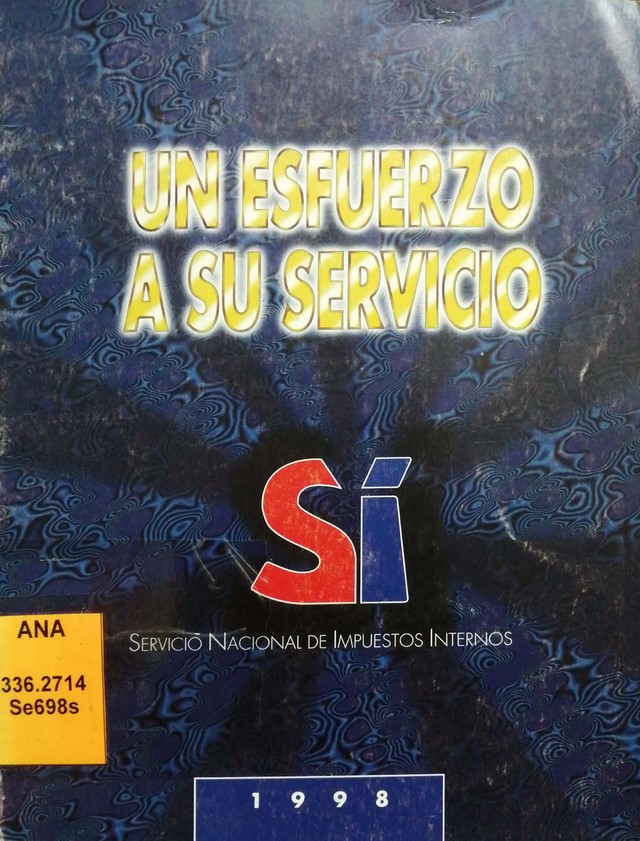 UN ESFUERZO
A SU SERVICIO
Sí
SERVICIO NACIONAL DE IMPUESTOS INTERNOS
ANA
336.2714
Se698s
1998